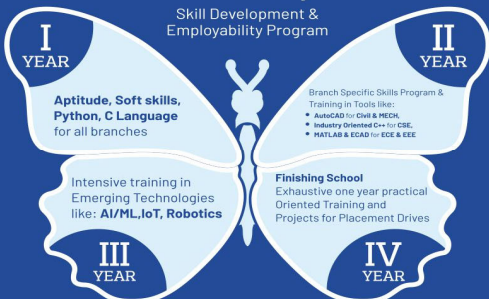 Skill Development &
Employability Program
I
YEAR
Aptitude, Soft skills,
Python, C Language
for all branches
II
YEAR
Branch Specific Skills Program &
Training in Tools like:
• AutoCAD for Civil & MECH,
• Industry Oriented C++ for CSE,
• MATLAB & ECAD for ECE & EEE
Intensive training in
Emerging Technologies
like: AI/ML,IoT, Robotics
III
YEAR
Finishing School
Exhaustive one year practical
Oriented Training and
Projects for Placement Drives
IV
YEAR